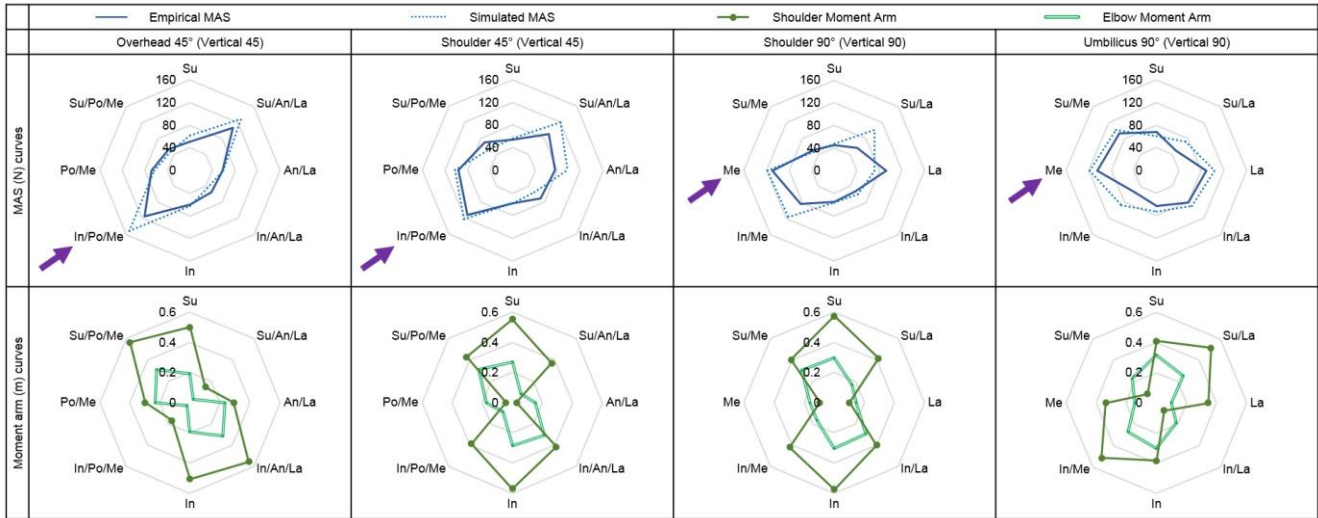 Empirical MAS Simulated MAS Shoulder Moment Arm Elbow Moment Arm
Overhead 45° (Vertical 45) Shoulder 45° (Vertical 45) Shoulder 90° (Vertical 90) Umbilicus 90° (Vertical 90)
MAS (N) curves
Su
160
120
80
40
0
Su/An/La
An/La
In/An/La
In
In/Po/Me
Po/Me
Su/Po/Me
Su
160
120
80
40
0
Su/An/La
An/La
In/An/La
In
In/Po/Me
Po/Me
Su/Po/Me
Su
160
120
80
40
0
Su/La
La
In/La
In
In/Me
Me
Su/Me
Su
160
120
80
40
0
Su/La
La
In/La
In
In/Me
Me
Su/Me
Moment arm (m) curves
Su
0.6
0.4
0.2
0
Su/An/La
An/La
In/An/La
In
In/Po/Me
Po/Me
Su/Po/Me
Su
0.6
0.4
0.2
0
Su/An/La
An/La
In/An/La
In
In/Po/Me
Po/Me
Su/Po/Me
Su
0.6
0.4
0.2
0
Su/La
La
In/La
In
In/Me
Me
Su/Me
Su
0.6
0.4
0.2
0
Su/La
La
In/La
In
In/Me
Me
Su/Me